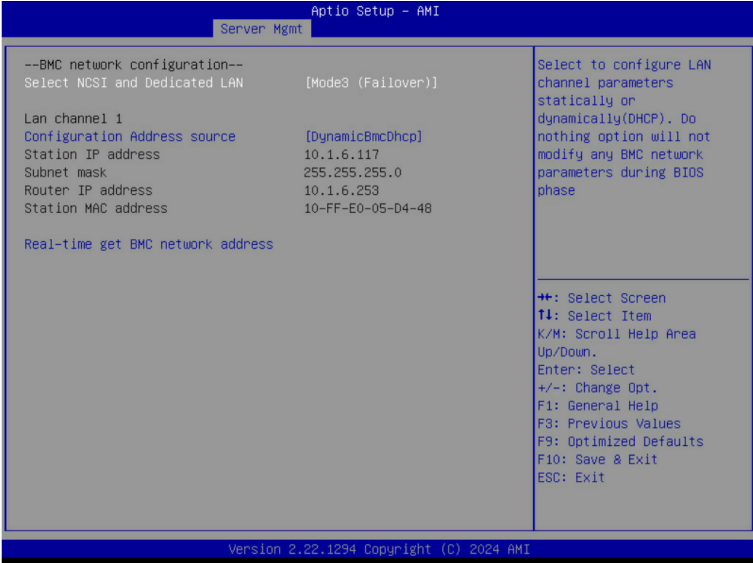 Aptio Setup - AMI
Server Mgmt
--BMC network configuration--
Select NCSI and Dedicated LAN [Mode3 (Failover)]
Lan channel 1
Configuration Address source [DynamicBmcDhcp]
Station IP address 10.1.6.117
Subnet mask 255.255.255.0
Router IP address 10.1.6.253
Station MAC address 10-FF-E0-05-D4-48
Real-time get BMC network address
Select to configure LAN
channel parameters
statically or
dynamically(DHCP). Do
nothing option will not
modify any BMC network
parameters during BIOS
phase
→←: Select Screen
↑↓: Select Item
K/M: Scroll Help Area
Up/Down.
Enter: Select
+/-: Change Opt.
F1: General Help
F3: Previous Values
F9: Optimized Defaults
F10: Save & Exit
ESC: Exit
Version 2.22.1294 Copyright (C) 2024 AMI